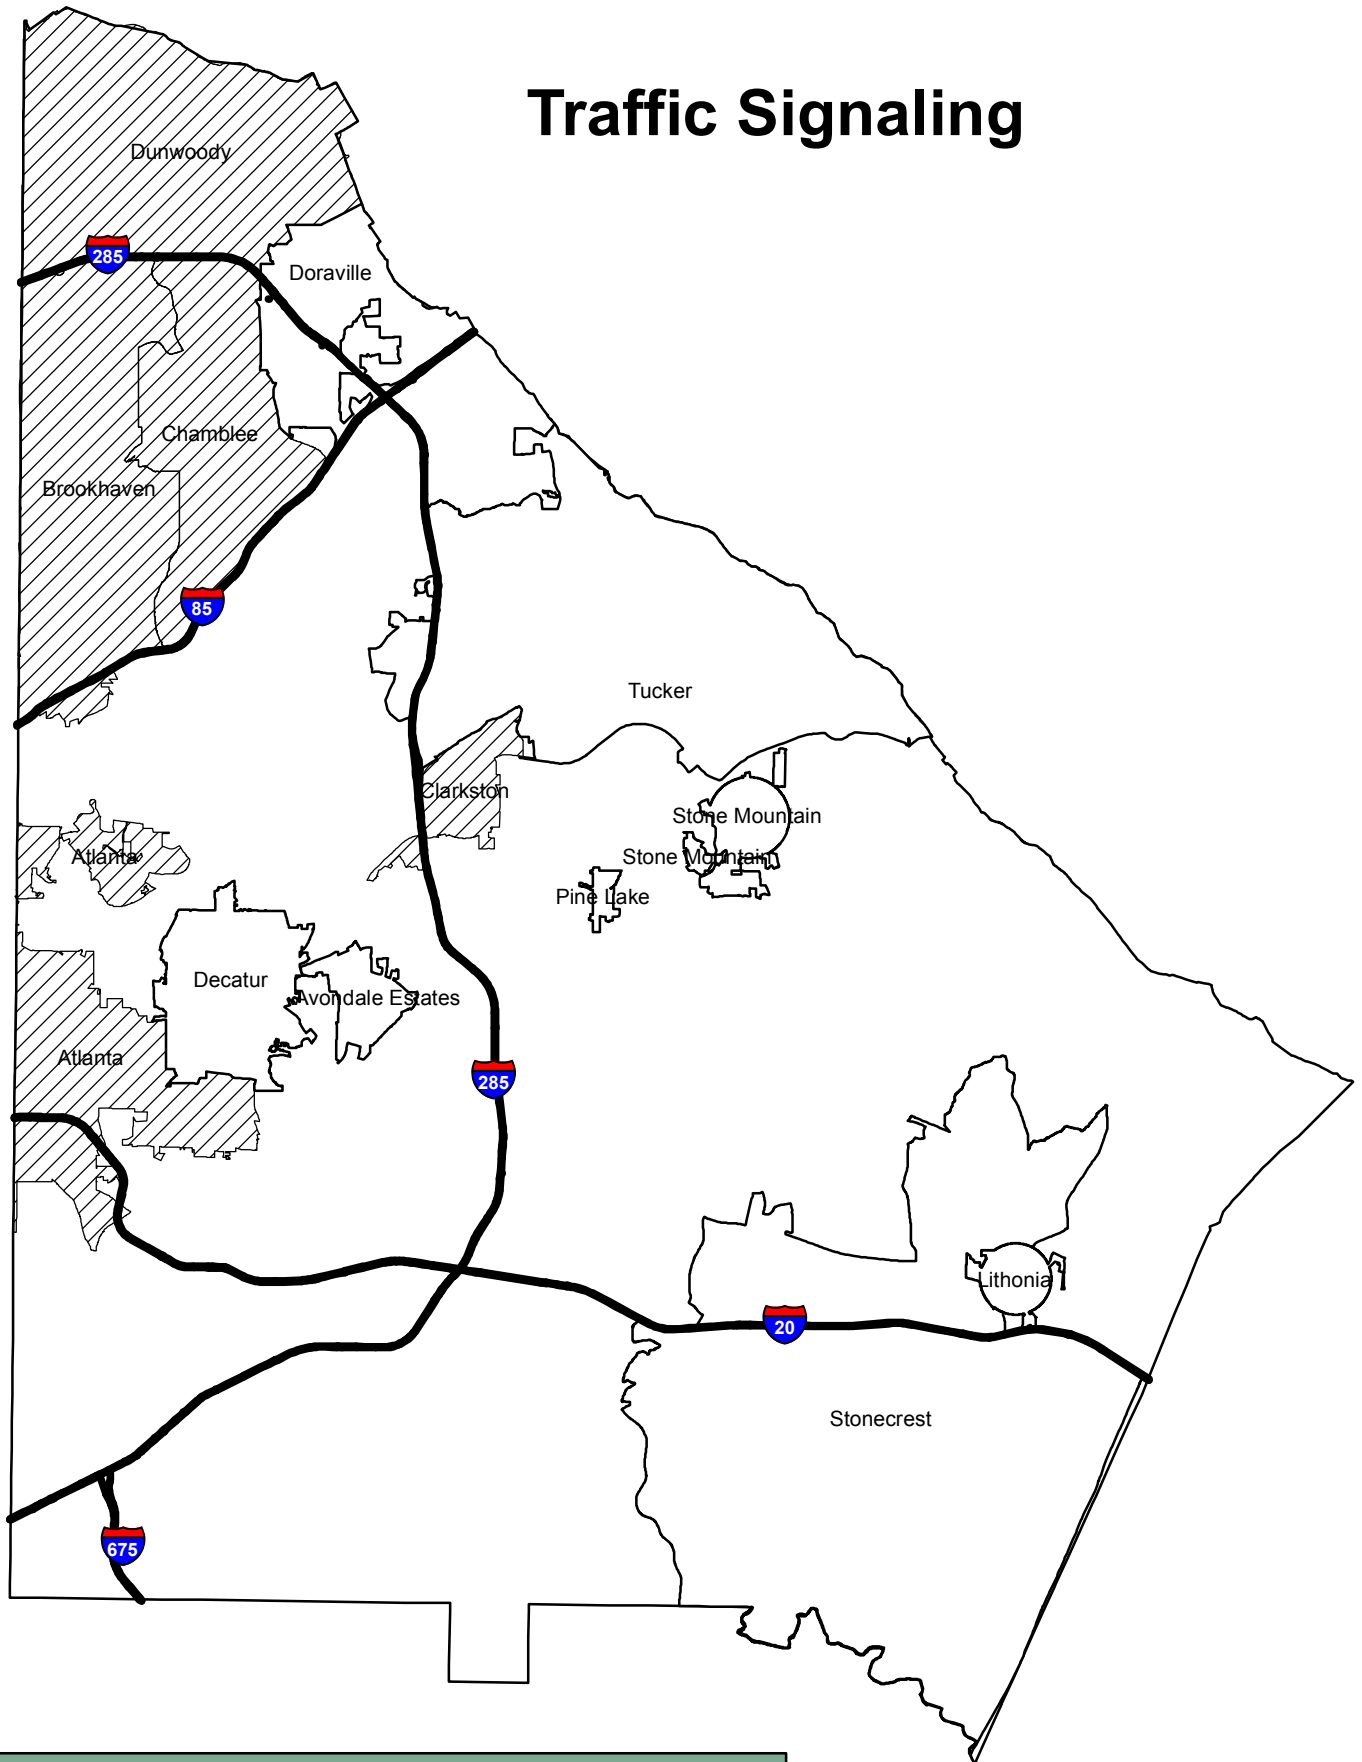 Traffic Signaling
Dunwoody
285
Doraville
Chamblee
Brookhaven
85
Tucker
Clarkston
Stone Mountain
Atlanta
Stone Mountain
Pine Lake
Decatur
Avondale Estates
Atlanta
285
Lithonia
20
Stonecrest
675